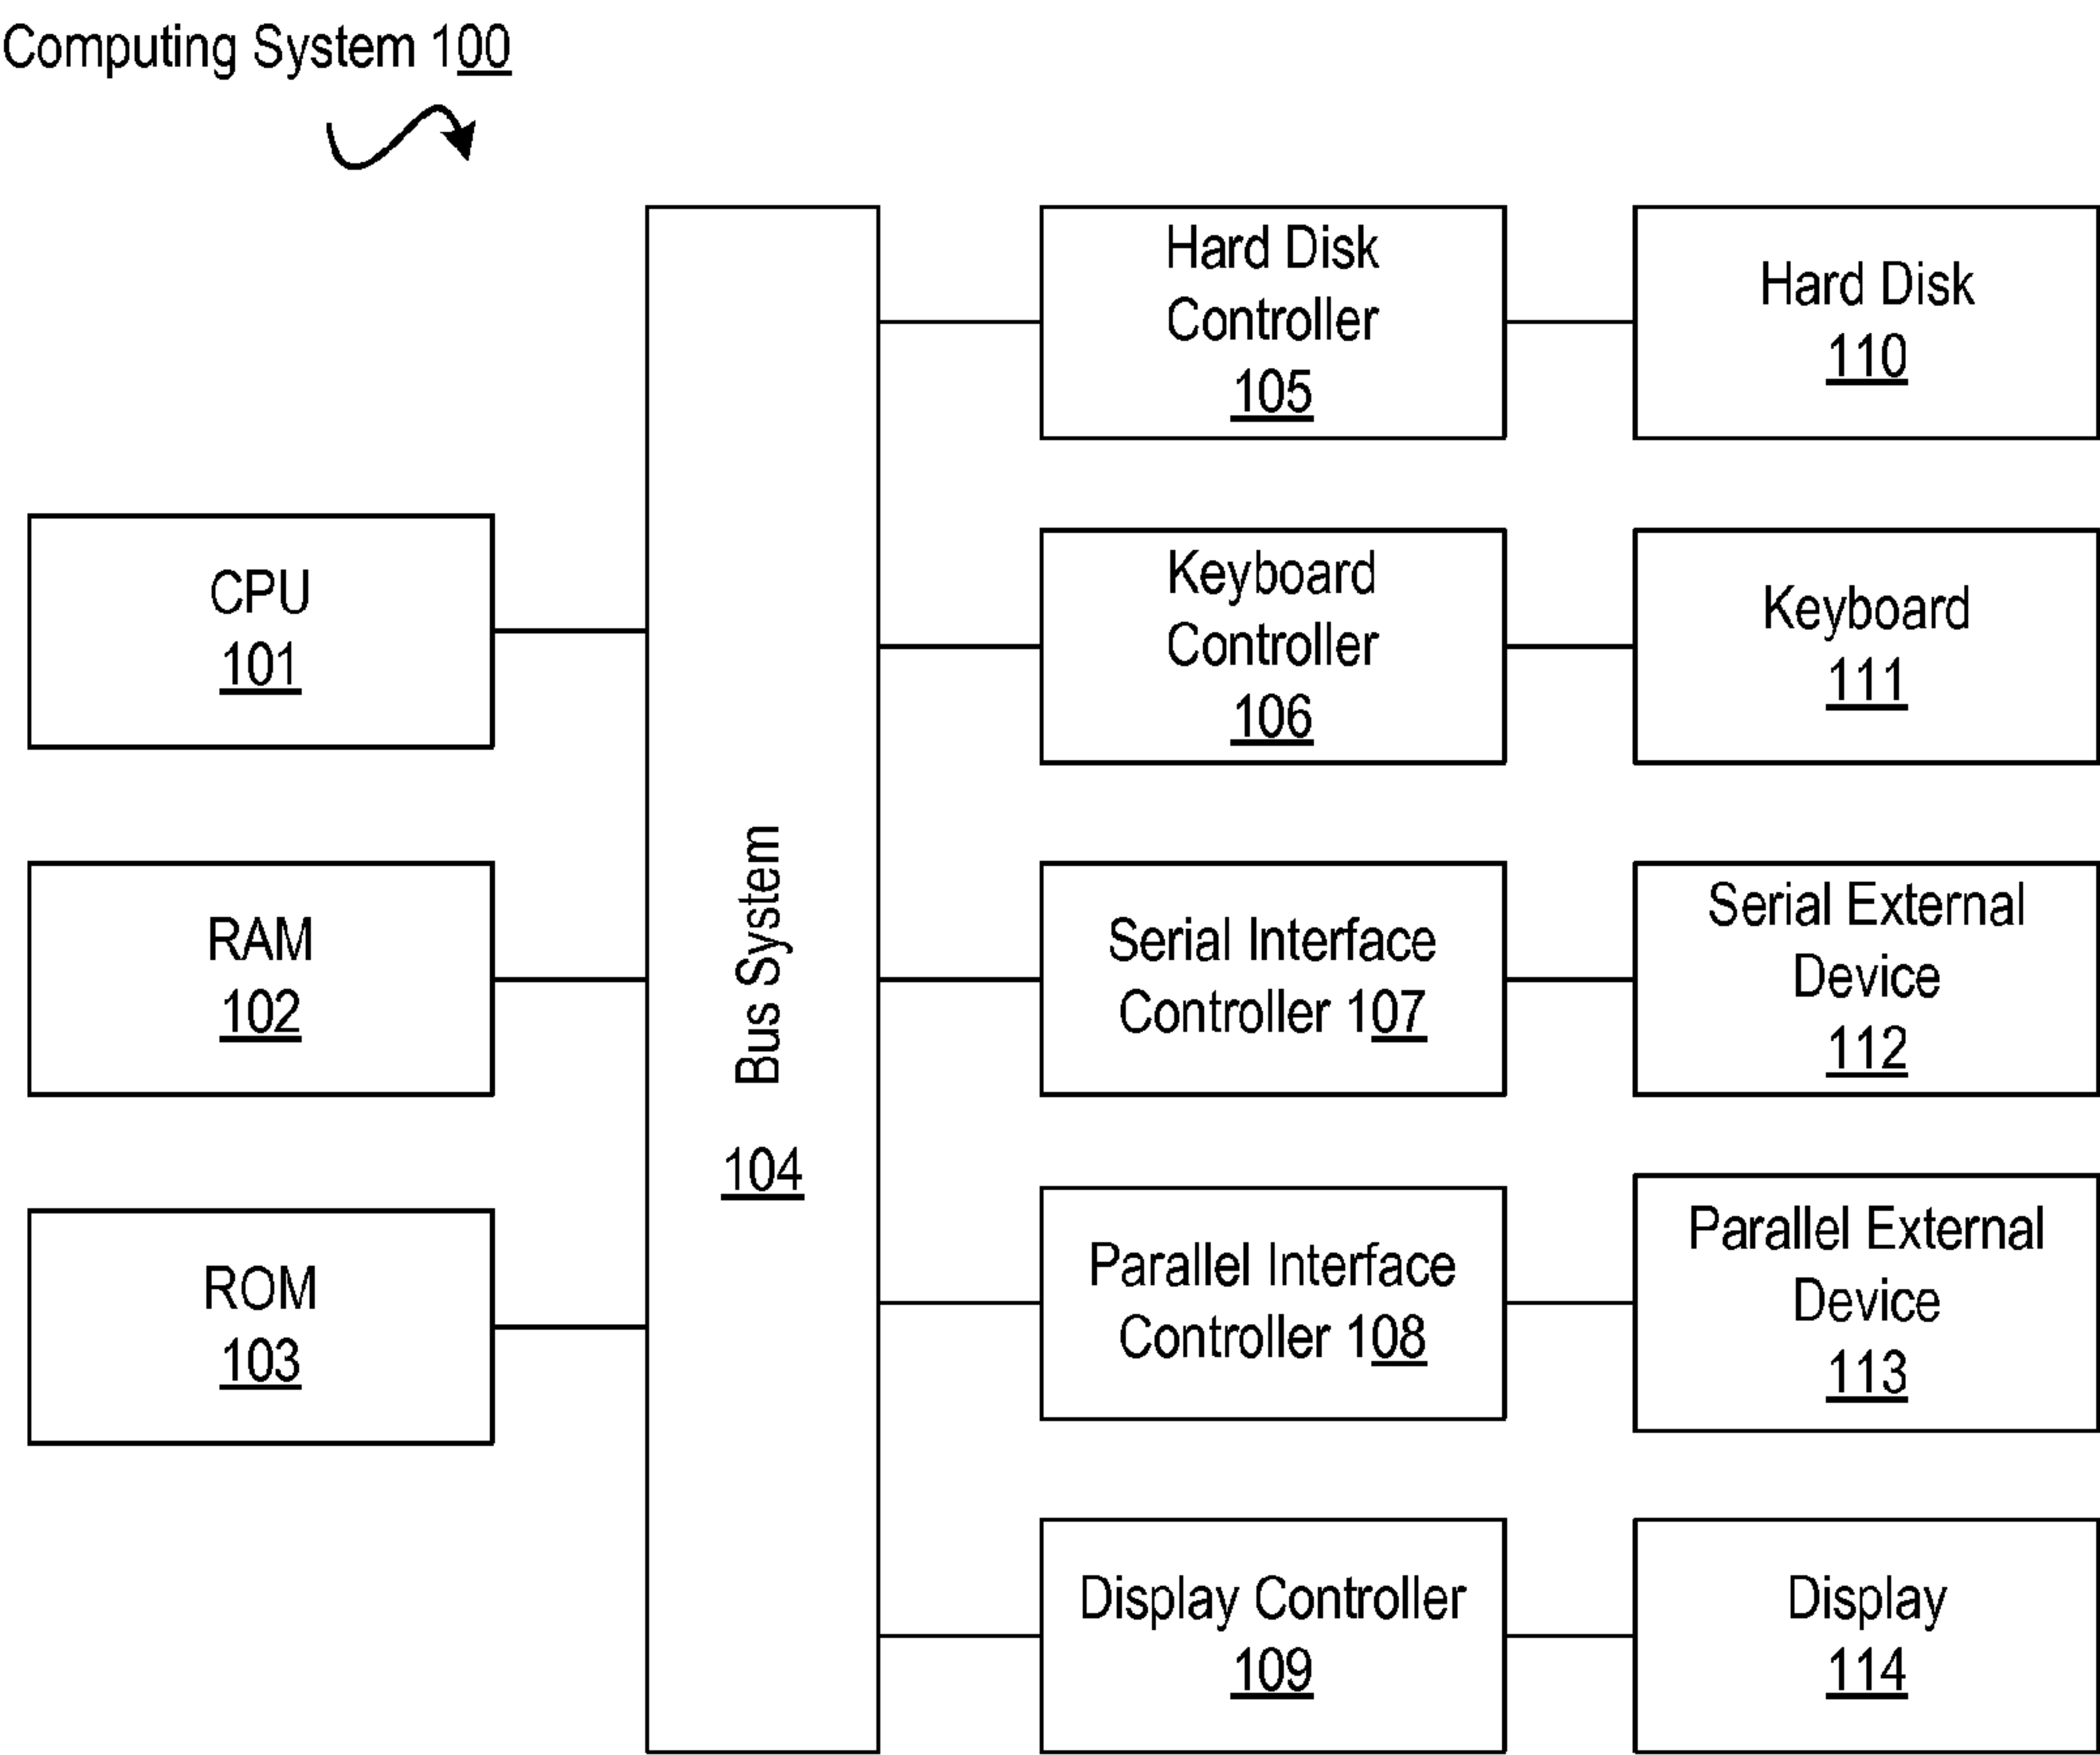 Computing System 100
CPU
101
RAM
102
ROM
103
Bus System
104
Hard Disk
Controller
105
Hard Disk
110
Keyboard
Controller
106
Keyboard
111
Serial Interface
Controller 107
Serial External
Device
112
Parallel Interface
Controller 108
Parallel External
Device
113
Display Controller
109
Display
114